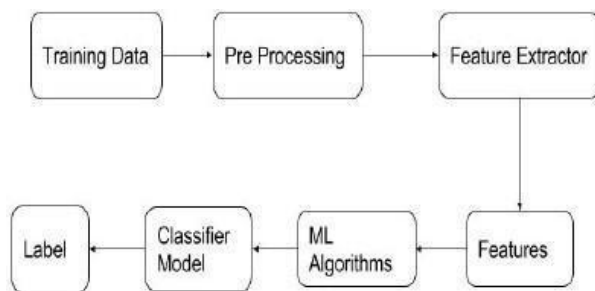 Training Data
Pre Processing
Feature Extractor
Label
Classifier
Model
ML
Algorithms
Features